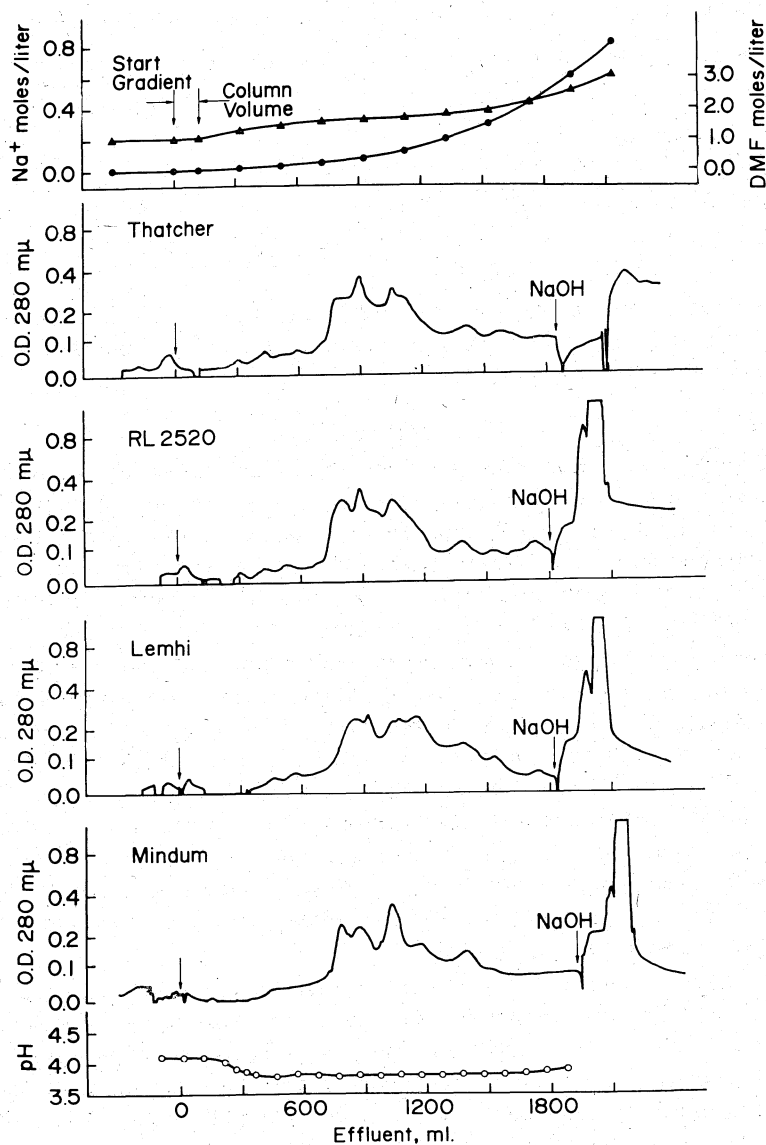 Na+ moles/liter
0.8
0.4
0.0
Start
Gradient
Column
Volume
3.0
2.0
1.0
0.0
DMF moles/liter
Thatcher
O.D. 280 mµ
0.8
0.4
0.2
0.1
0.0
NaOH
RL 2520
O.D. 280 mµ
0.8
0.4
0.2
0.1
0.0
NaOH
Lemhi
O.D. 280 mµ
0.8
0.4
0.2
0.1
0.0
NaOH
Mindum
O.D. 280 mµ
0.8
0.4
0.2
0.1
0.0
NaOH
pH
4.5
4.0
3.5
0 600 1200 1800
Effluent, ml.